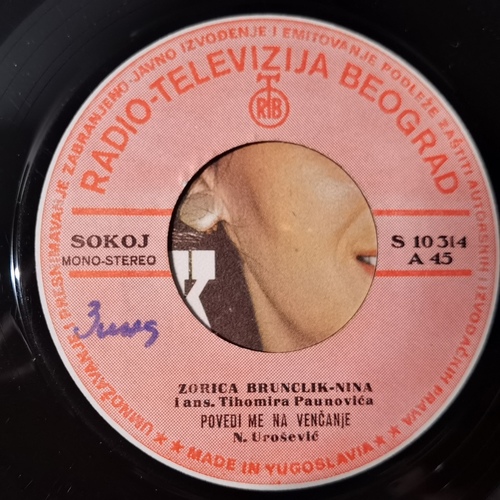 UMNOŽAVANJE I PRESNIMAVANJE ZABRANJENO·JAVNO IZVOĐENJE I EMITOVANJE PODLEŽE ZAŠTITI AUTORSKIH I IZVOĐAČKIH PRAVA
RADIO-TELEVIZIJA BEOGRAD
RTB
SOKOJ
MONO-STEREO
S 10 314
A 45
K
ZORICA BRUNCLIK-NINA
i ans. Tihomira Paunovića
POVEDI ME NA VENČANJE
N. Urošević
★★ MADE IN YUGOSLAVIA ★★